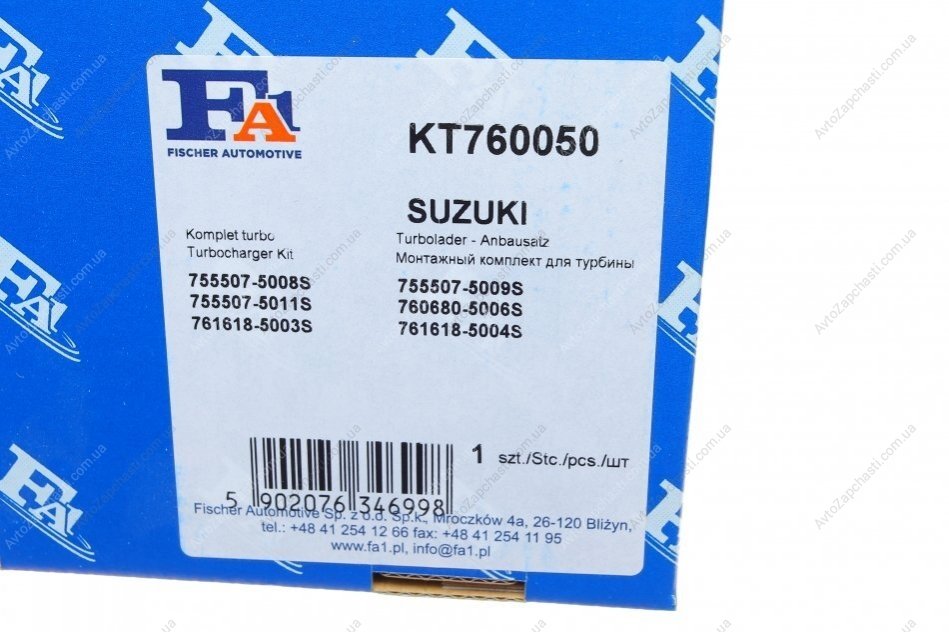 FA1
FISCHER AUTOMOTIVE
KT760050
SUZUKI
Komplet turbo
Turbocharger Kit
Turbolader - Anbausatz
Монтажный комплект для турбины
755507-5008S 755507-5009S
755507-5011S 760680-5006S
761618-5003S 761618-5004S
1 szt./Stc./pcs./шт
5 902076 346998
Fischer Automotive Sp. z o.o. Sp.k., Mroczków 4a, 26-120 Bliżyn,
tel.: +48 41 254 12 66 fax: +48 41 254 11 95
www.fa1.pl, info@fa1.pl
AvtoZapchasti.com.ua